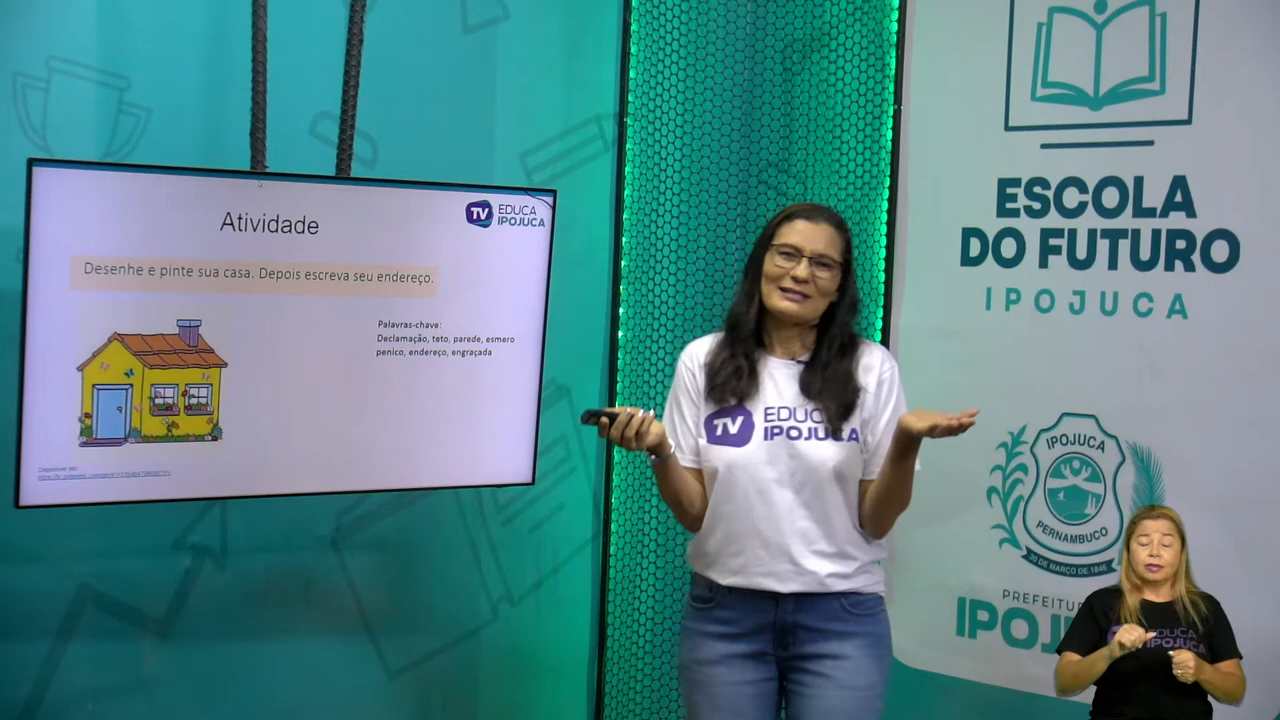 Atividade
TV EDUCA
IPOJUCA
Desenhe e pinte sua casa. Depois escreva seu endereço.
Palavras-chave:
Declamação, teto, parede, esmero
penico, endereço, engraçada
Disponível em:
TV EDUCA
IPOJUCA
ESCOLA
DO FUTURO
IPOJUCA
IPOJUCA
PERNAMBUCO
30 DE MARÇO DE 1846
PREFEITU
IPOJ
EDUCA
IPOJUCA